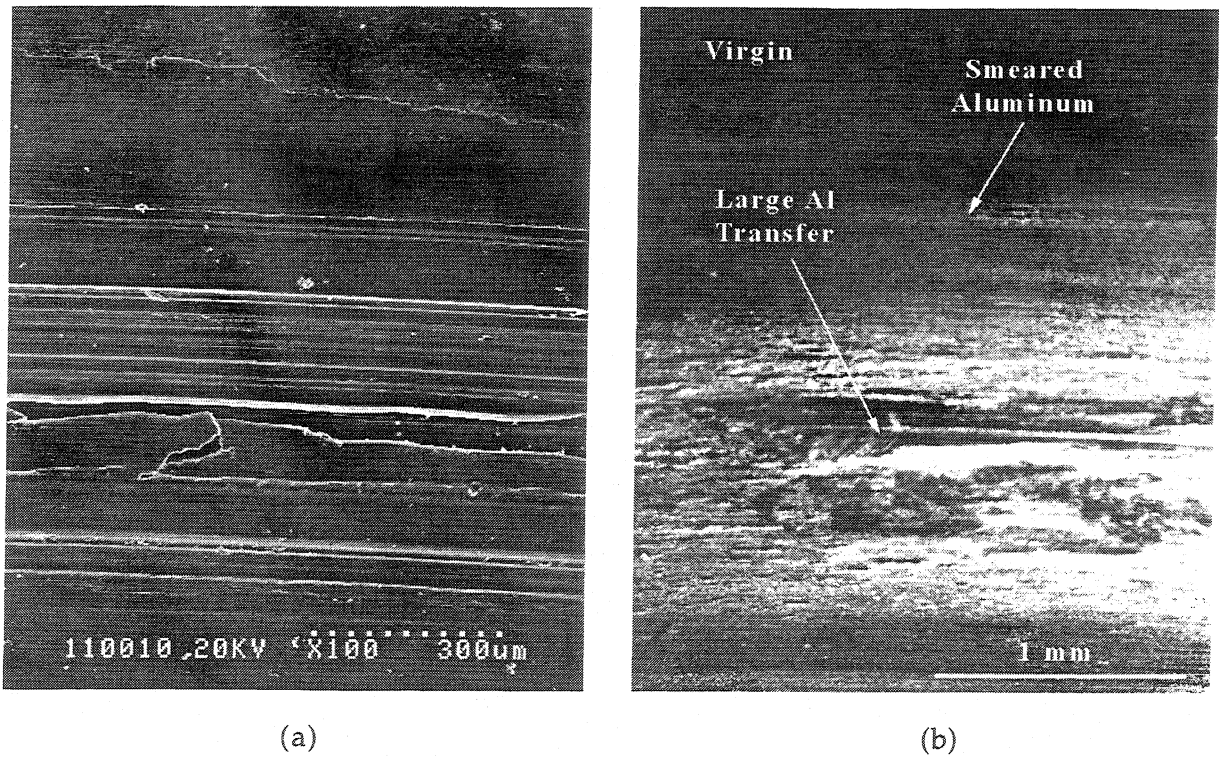 Virgin
Smeared
Aluminum
Large Al
Transfer
110010 20KV X100 300um
1 mm
(a)
(b)